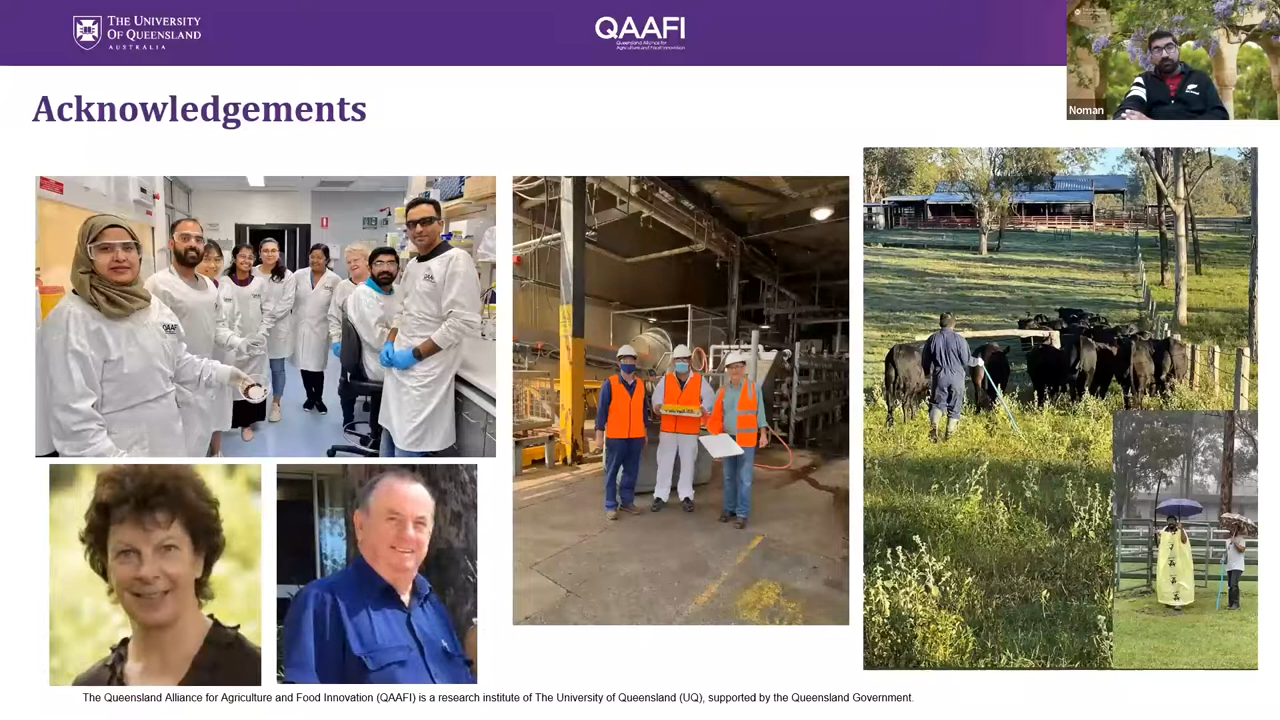 THE UNIVERSITY
OF QUEENSLAND
AUSTRALIA
QAAFI
Queensland Alliance for
Agriculture and Food Innovation
Noman
Acknowledgements
QAAFI
The Queensland Alliance for Agriculture and Food Innovation (QAAFI) is a research institute of The University of Queensland (UQ), supported by the Queensland Government.